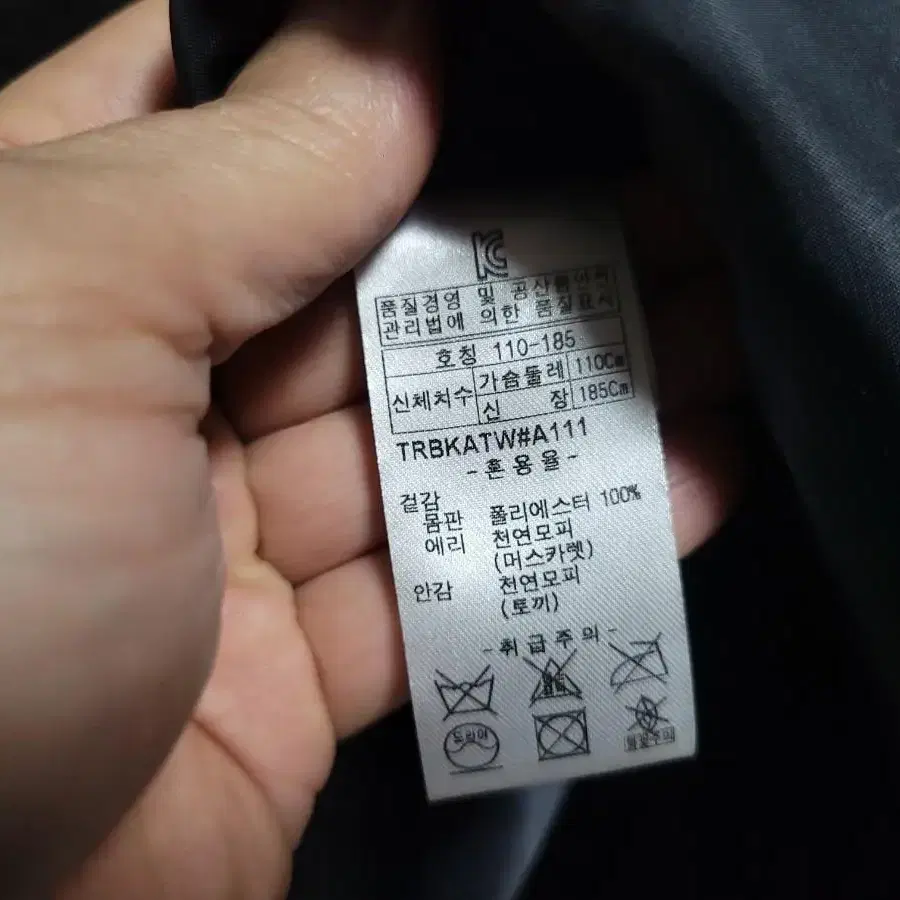 KC
품질경영 및 공산품안전
관리법에 의한 품질표시
호칭 110-185
신체치수 가슴둘레 110Cm
신 장 185Cm
TRBKATW#A111
-혼용율-
겉감
몸판 폴리에스터 100%
에리 천연모피
(머스카렛)
안감 천연모피
(토끼)
-취급주의-
드라이